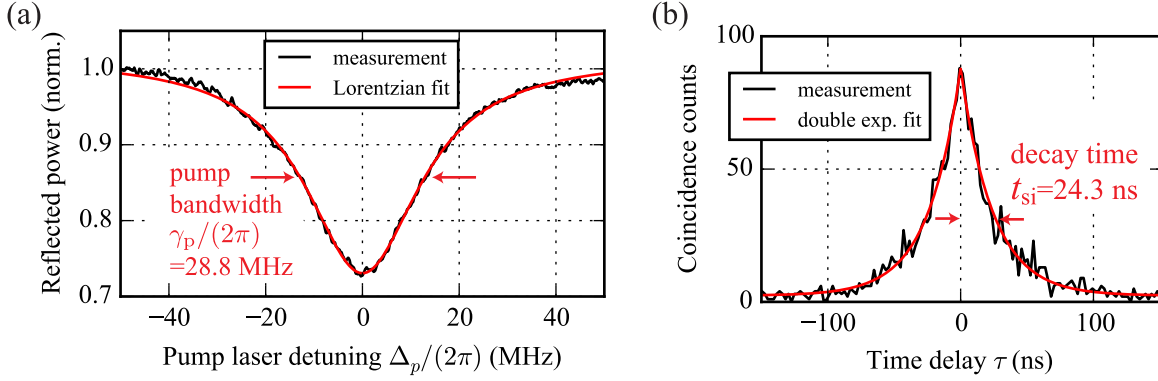 (a)
Reflected power (norm.)
1.0
0.9
0.8
0.7
measurement
Lorentzian fit
pump
bandwidth
γₚ/(2π)
=28.8 MHz
−40 −20 0 20 40
Pump laser detuning Δₚ/(2π) (MHz)
(b)
Coincidence counts
100
50
0
measurement
double exp. fit
decay time
t_si=24.3 ns
−100 0 100
Time delay τ (ns)